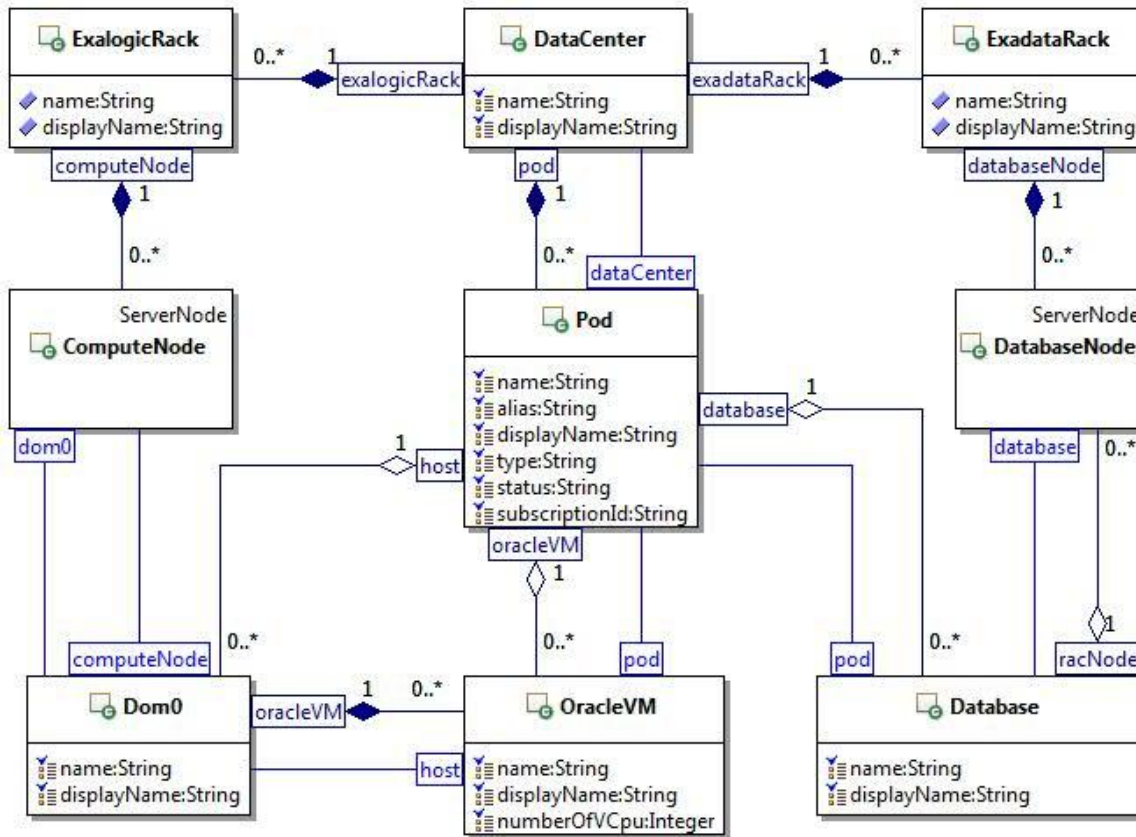 ExalogicRack
name:String
displayName:String
computeNode
1
0..*
0..*
1
exalogicRack
DataCenter
name:String
displayName:String
pod
1
0..*
dataCenter
exadataRack
1
0..*
ExadataRack
name:String
displayName:String
databaseNode
1
0..*
ServerNode
ComputeNode
dom0
Pod
name:String
alias:String
displayName:String
type:String
status:String
subscriptionId:String
oracleVM
1
0..*
1
host
0..*
database
1
0..*
ServerNode
DatabaseNode
database
0..*
1
racNode
computeNode
pod
pod
Dom0
name:String
displayName:String
oracleVM
1
0..*
host
OracleVM
name:String
displayName:String
numberOfVCpu:Integer
Database
name:String
displayName:String